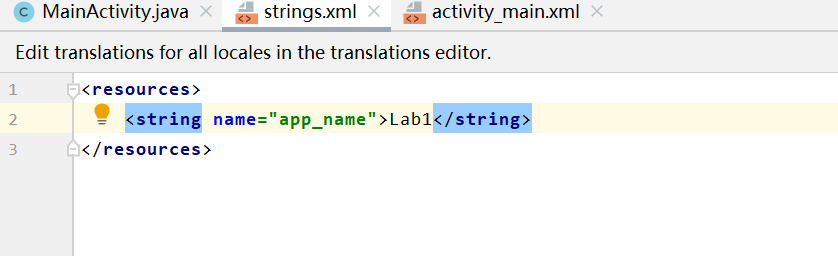 MainActivity.java strings.xml activity_main.xml
Edit translations for all locales in the translations editor.
1 <resources>
2 <string name="app_name">Lab1</string>
3 </resources>